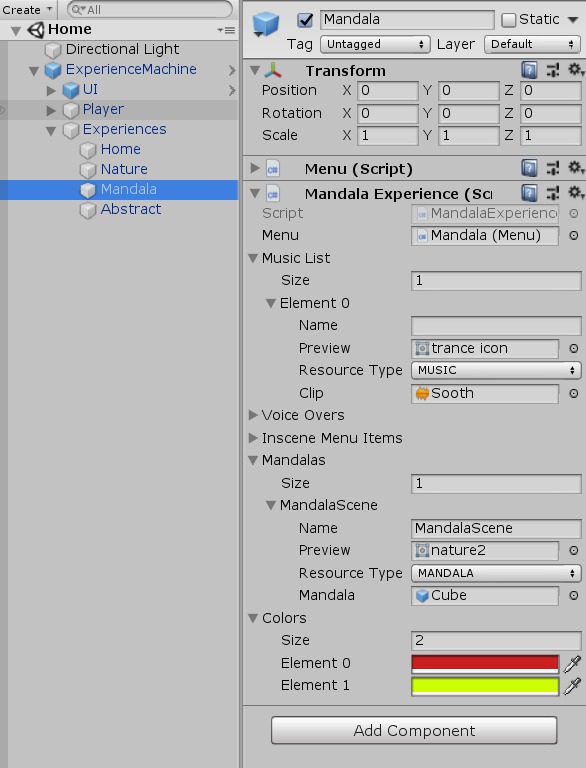 Create
All
Home
Directional Light
ExperienceMachine
UI
Player
Experiences
Home
Nature
Mandala
Abstract
Mandala
Static
Tag Untagged Layer Default
Transform
Position X 0 Y 0 Z 0
Rotation X 0 Y 0 Z 0
Scale X 1 Y 1 Z 1
Menu (Script)
Mandala Experience (Scr
Script MandalaExperience
Menu Mandala (Menu)
Music List
Size 1
Element 0
Name
Preview trance icon
Resource Type MUSIC
Clip Sooth
Voice Overs
Inscene Menu Items
Mandalas
Size 1
MandalaScene
Name MandalaScene
Preview nature2
Resource Type MANDALA
Mandala Cube
Colors
Size 2
Element 0
Element 1
Add Component